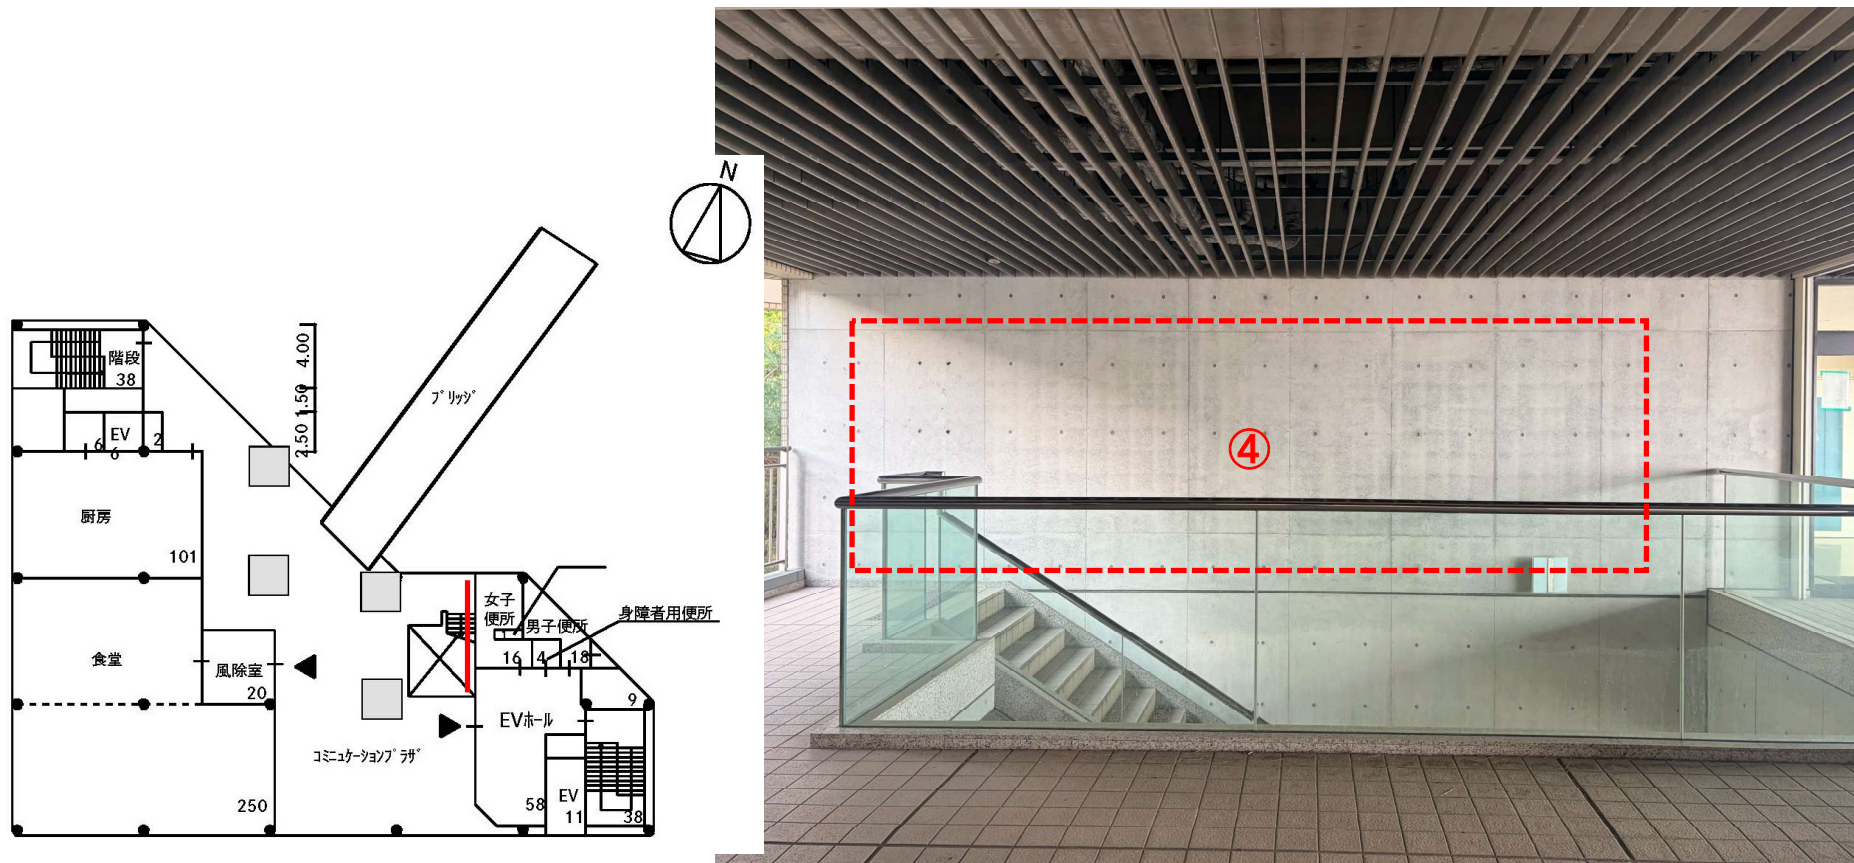 N
階段
38
4.00
1.50
2.50
ブリッジ
EV
6
6
2
厨房
101
女子
便所
男子便所
身障者用便所
16
4
18
食堂
風除室
20
9
EVホール
コミニュケーションプラザ
250
58
EV
11
38
④